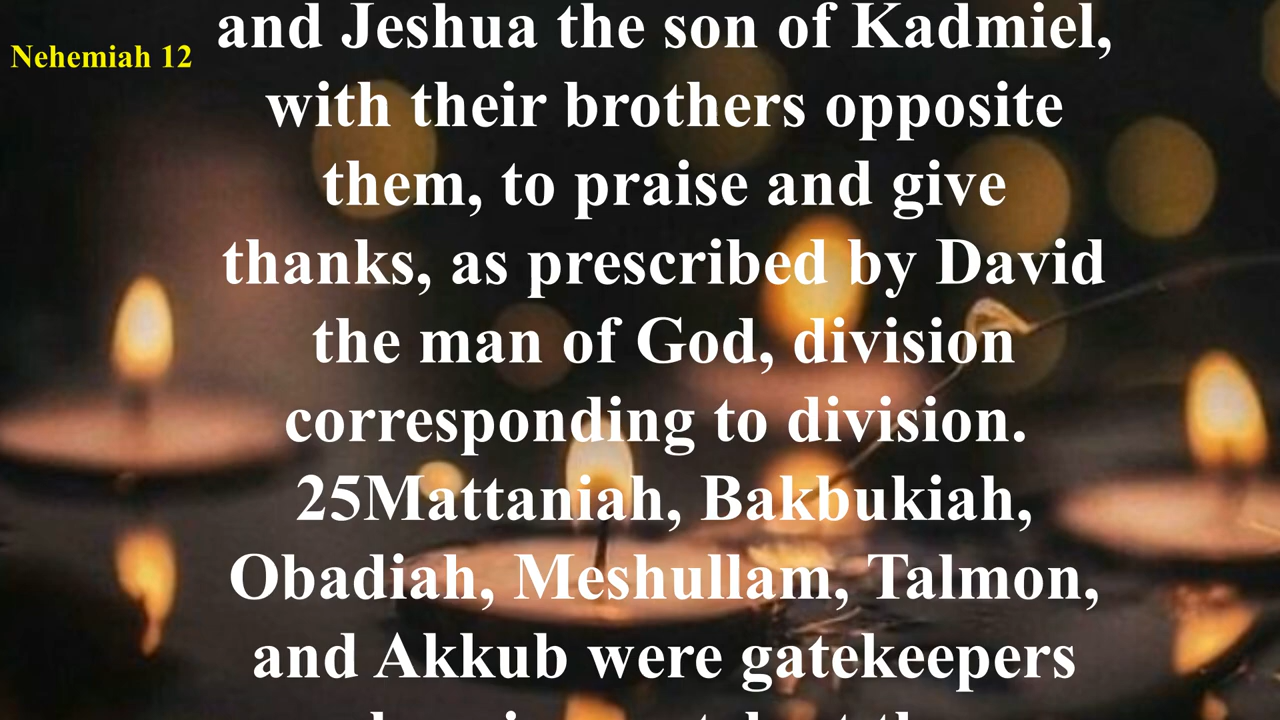 Nehemiah 12
and Jeshua the son of Kadmiel,
with their brothers opposite
them, to praise and give
thanks, as prescribed by David
the man of God, division
corresponding to division.
25Mattaniah, Bakbukiah,
Obadiah, Meshullam, Talmon,
and Akkub were gatekeepers